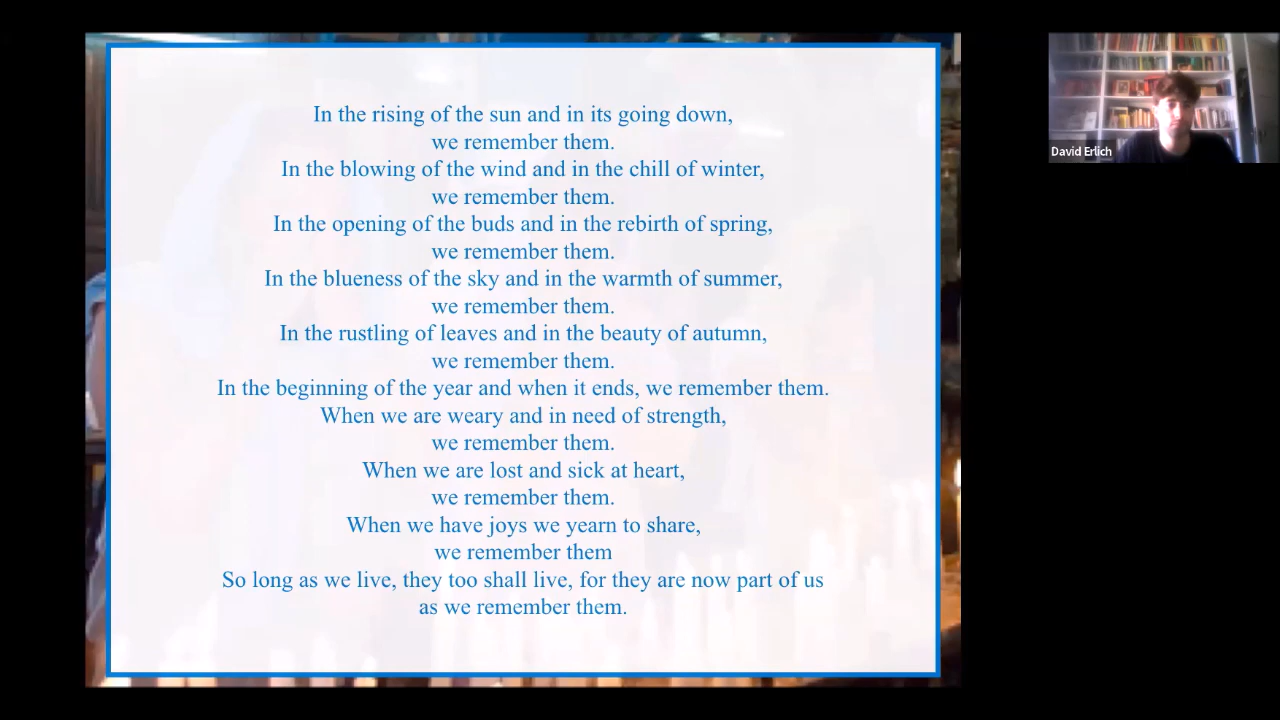 In the rising of the sun and in its going down,
we remember them.
In the blowing of the wind and in the chill of winter,
we remember them.
In the opening of the buds and in the rebirth of spring,
we remember them.
In the blueness of the sky and in the warmth of summer,
we remember them.
In the rustling of leaves and in the beauty of autumn,
we remember them.
In the beginning of the year and when it ends, we remember them.
When we are weary and in need of strength,
we remember them.
When we are lost and sick at heart,
we remember them.
When we have joys we yearn to share,
we remember them
So long as we live, they too shall live, for they are now part of us
as we remember them.
David Erlich